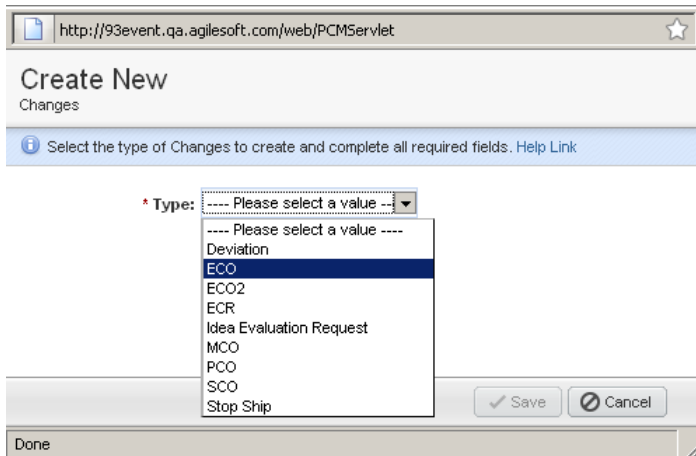 http://93event.qa.agilesoft.com/web/PCMServlet
Create New
Changes
Select the type of Changes to create and complete all required fields. Help Link
* Type: ---- Please select a value --
---- Please select a value ----
Deviation
ECO
ECO2
ECR
Idea Evaluation Request
MCO
PCO
SCO
Stop Ship
Save Cancel
Done